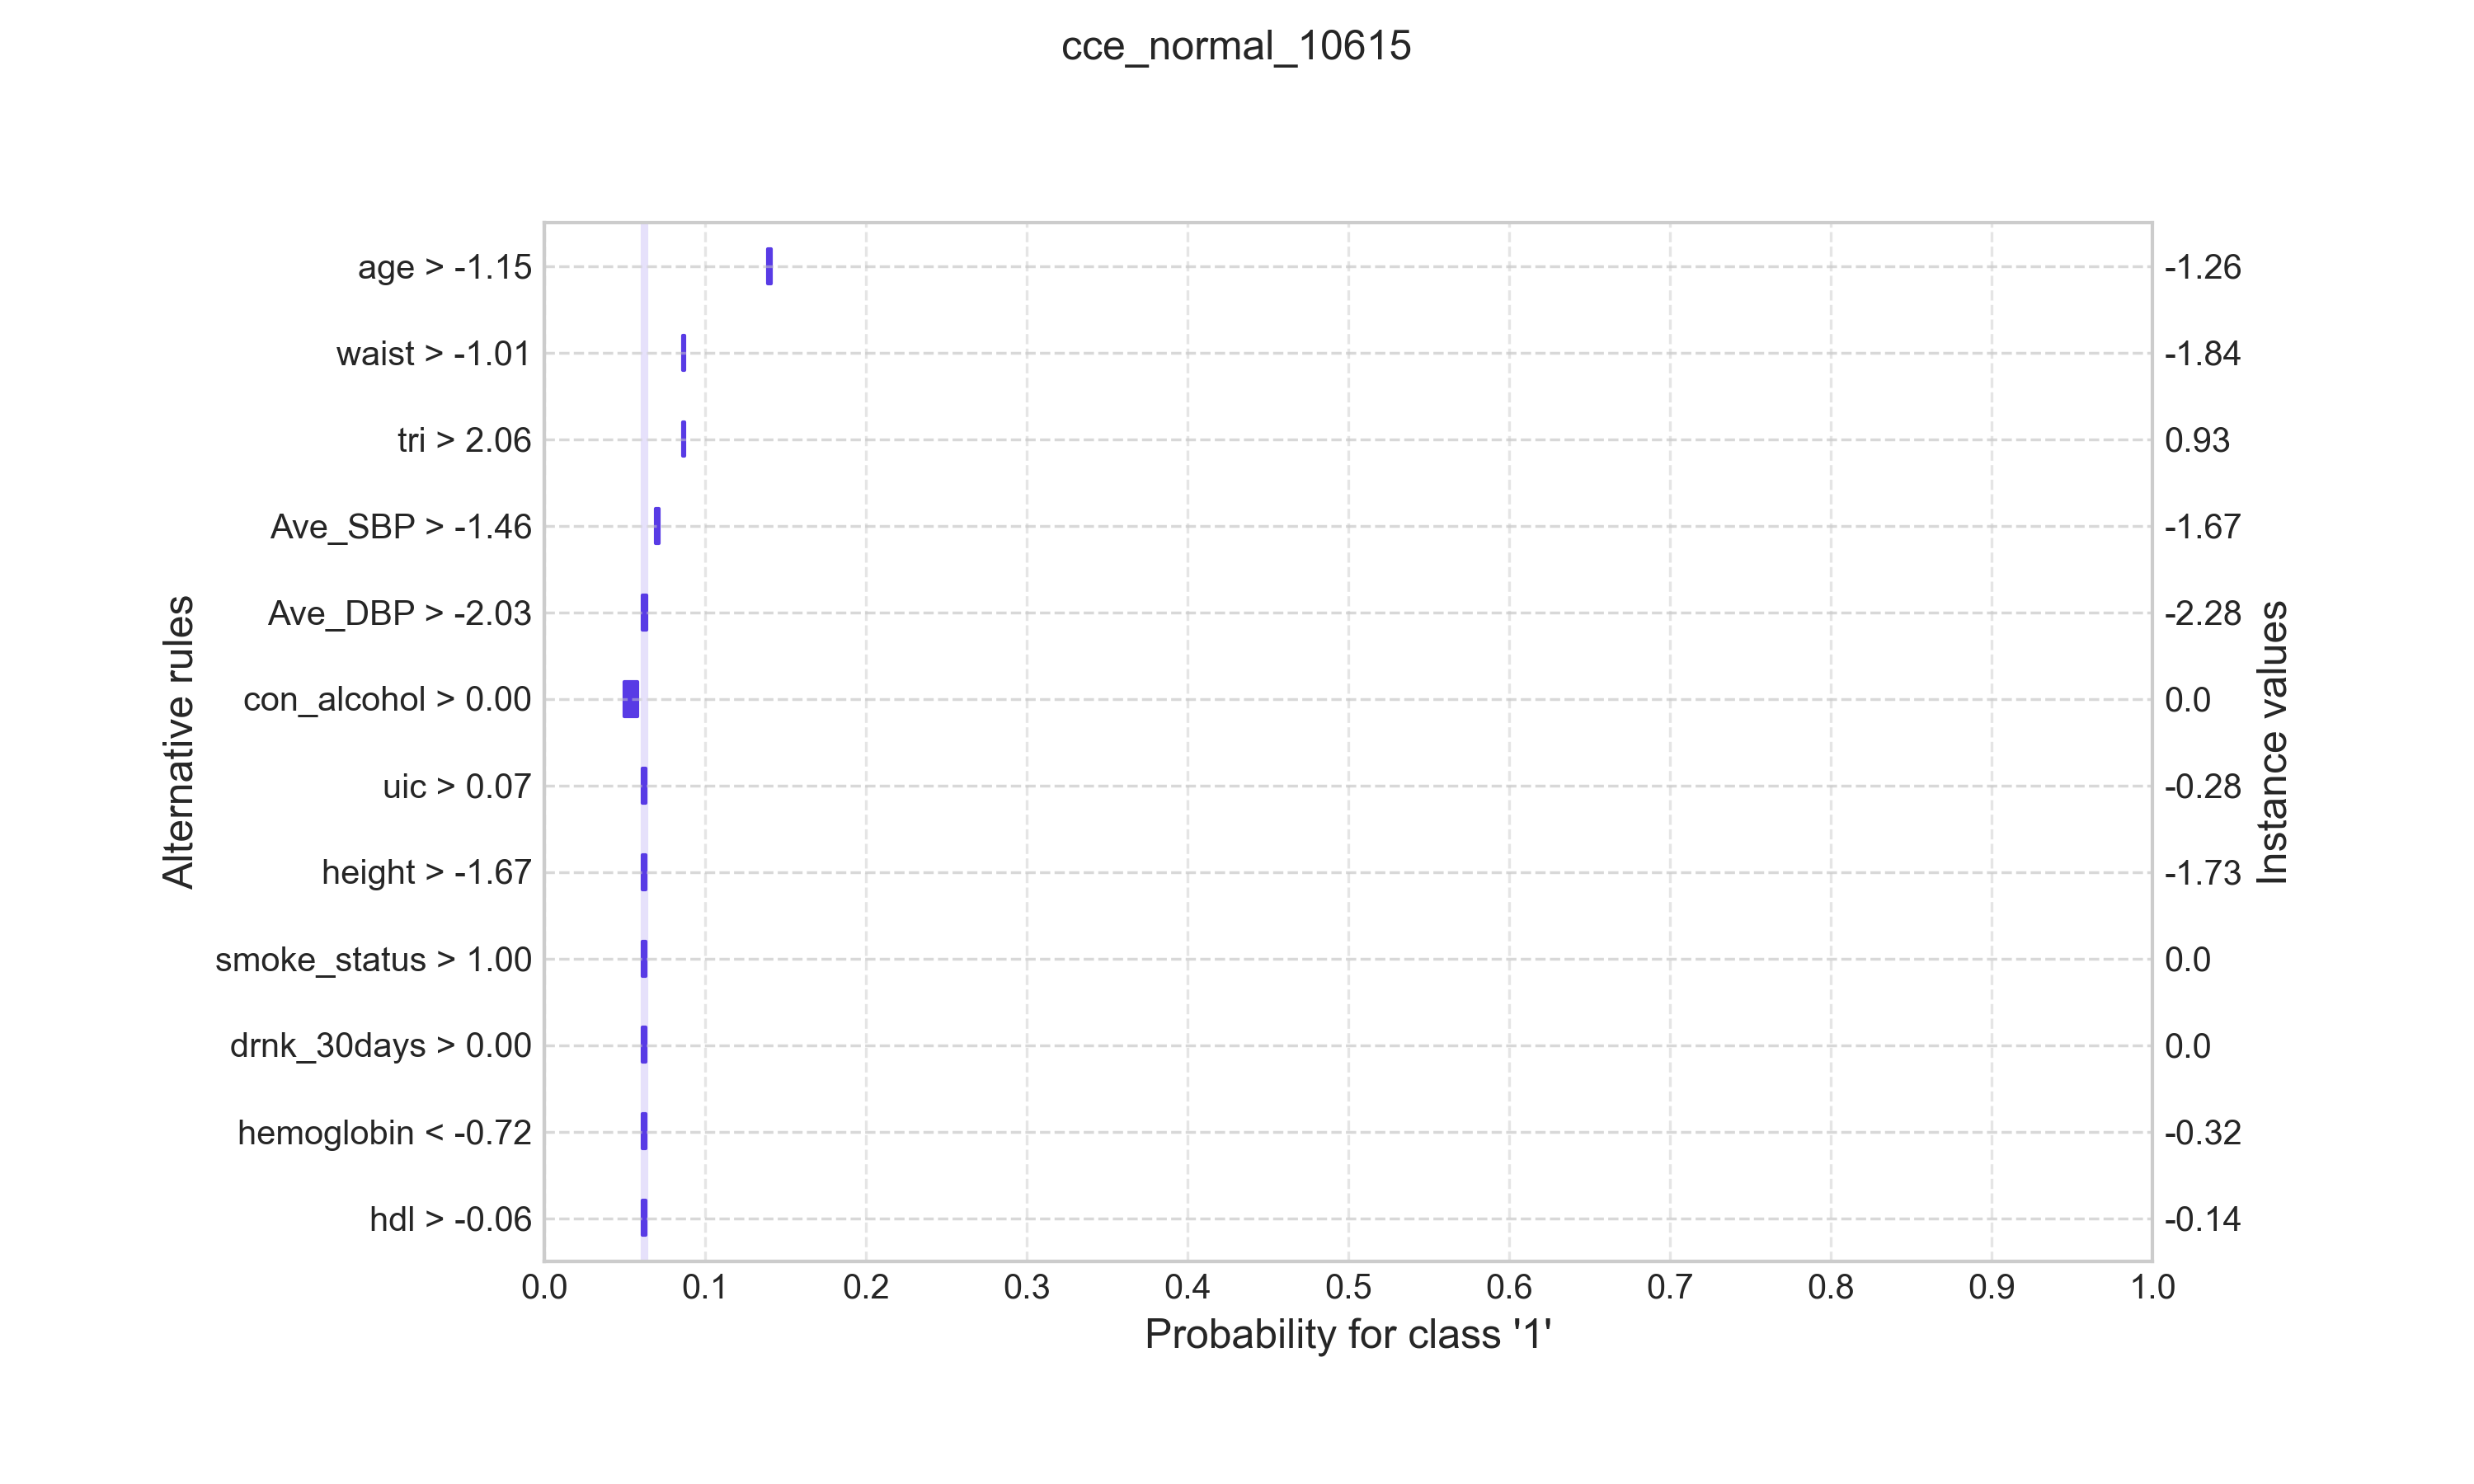 cce_normal_10615
Alternative rules
age > -1.15
-1.26
waist > -1.01
-1.84
tri > 2.06
0.93
Ave_SBP > -1.46
-1.67
Ave_DBP > -2.03
-2.28
con_alcohol > 0.00
0.0
uic > 0.07
-0.28
height > -1.67
-1.73
smoke_status > 1.00
0.0
drnk_30days > 0.00
0.0
hemoglobin < -0.72
-0.32
hdl > -0.06
-0.14
Instance values
0.0 0.1 0.2 0.3 0.4 0.5 0.6 0.7 0.8 0.9 1.0
Probability for class '1'